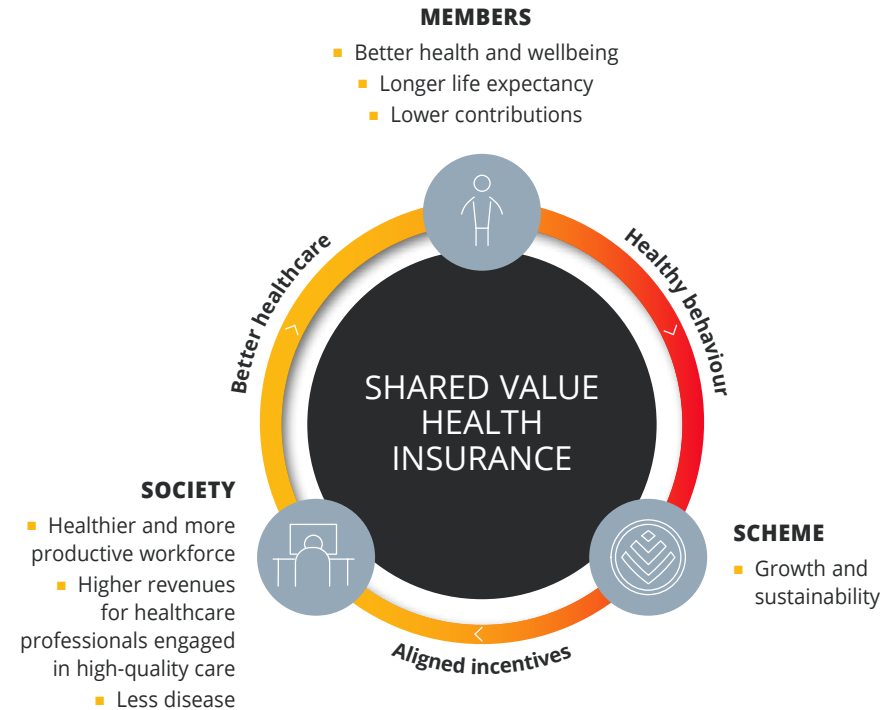 MEMBERS
■ Better health and wellbeing
■ Longer life expectancy
■ Lower contributions
Better healthcare
Healthy behaviour
SHARED VALUE
HEALTH
INSURANCE
SOCIETY
■ Healthier and more
productive workforce
■ Higher revenues
for healthcare
professionals engaged
in high-quality care
■ Less disease
SCHEME
■ Growth and
sustainability
Aligned incentives